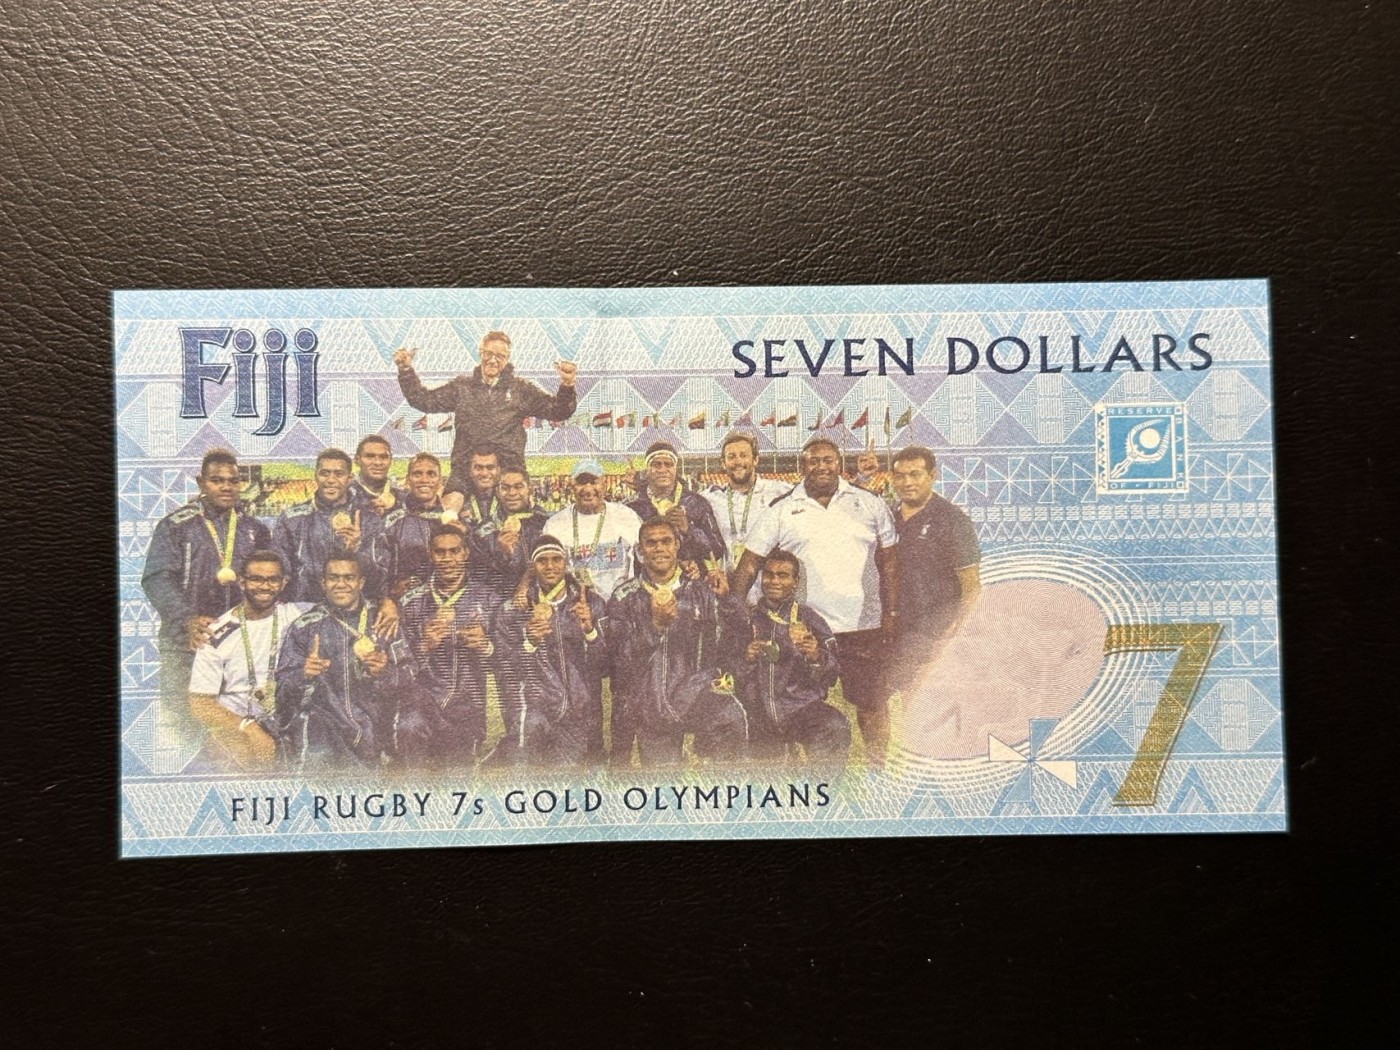 Fiji
SEVEN DOLLARS
RESERVE
BANK
OF · FIJI
7
FIJI RUGBY 7s GOLD OLYMPIANS